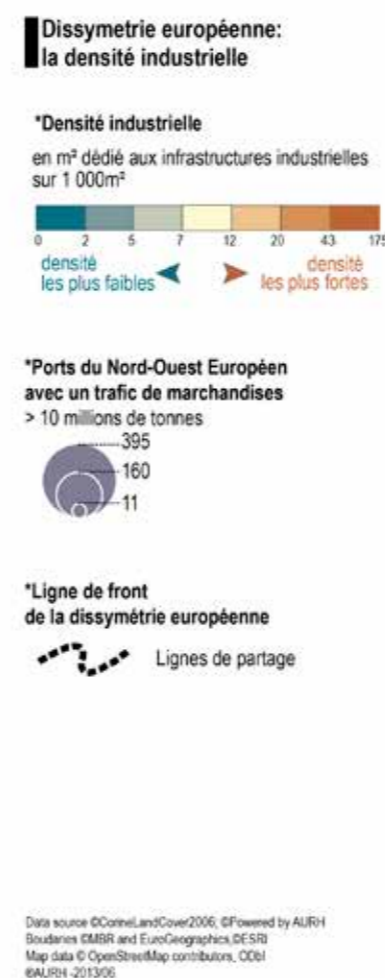 Dissymetrie européenne:
la densité industrielle
*Densité industrielle
en m² dédié aux infrastructures industrielles
sur 1 000m²
0 2 5 7 12 20 43 175
densité
les plus faibles
densité
les plus fortes
*Ports du Nord-Ouest Européen
avec un trafic de marchandises
> 10 millions de tonnes
395
160
11
*Ligne de front
de la dissymétrie européenne
Lignes de partage
Data source ©CorineLandCover2006, ©Powered by AURH
Boudaries ©MBR and EuroGeographics,©ESRI
Map data © OpenStreetMap contributors, ODbl
©AURH -2013/06